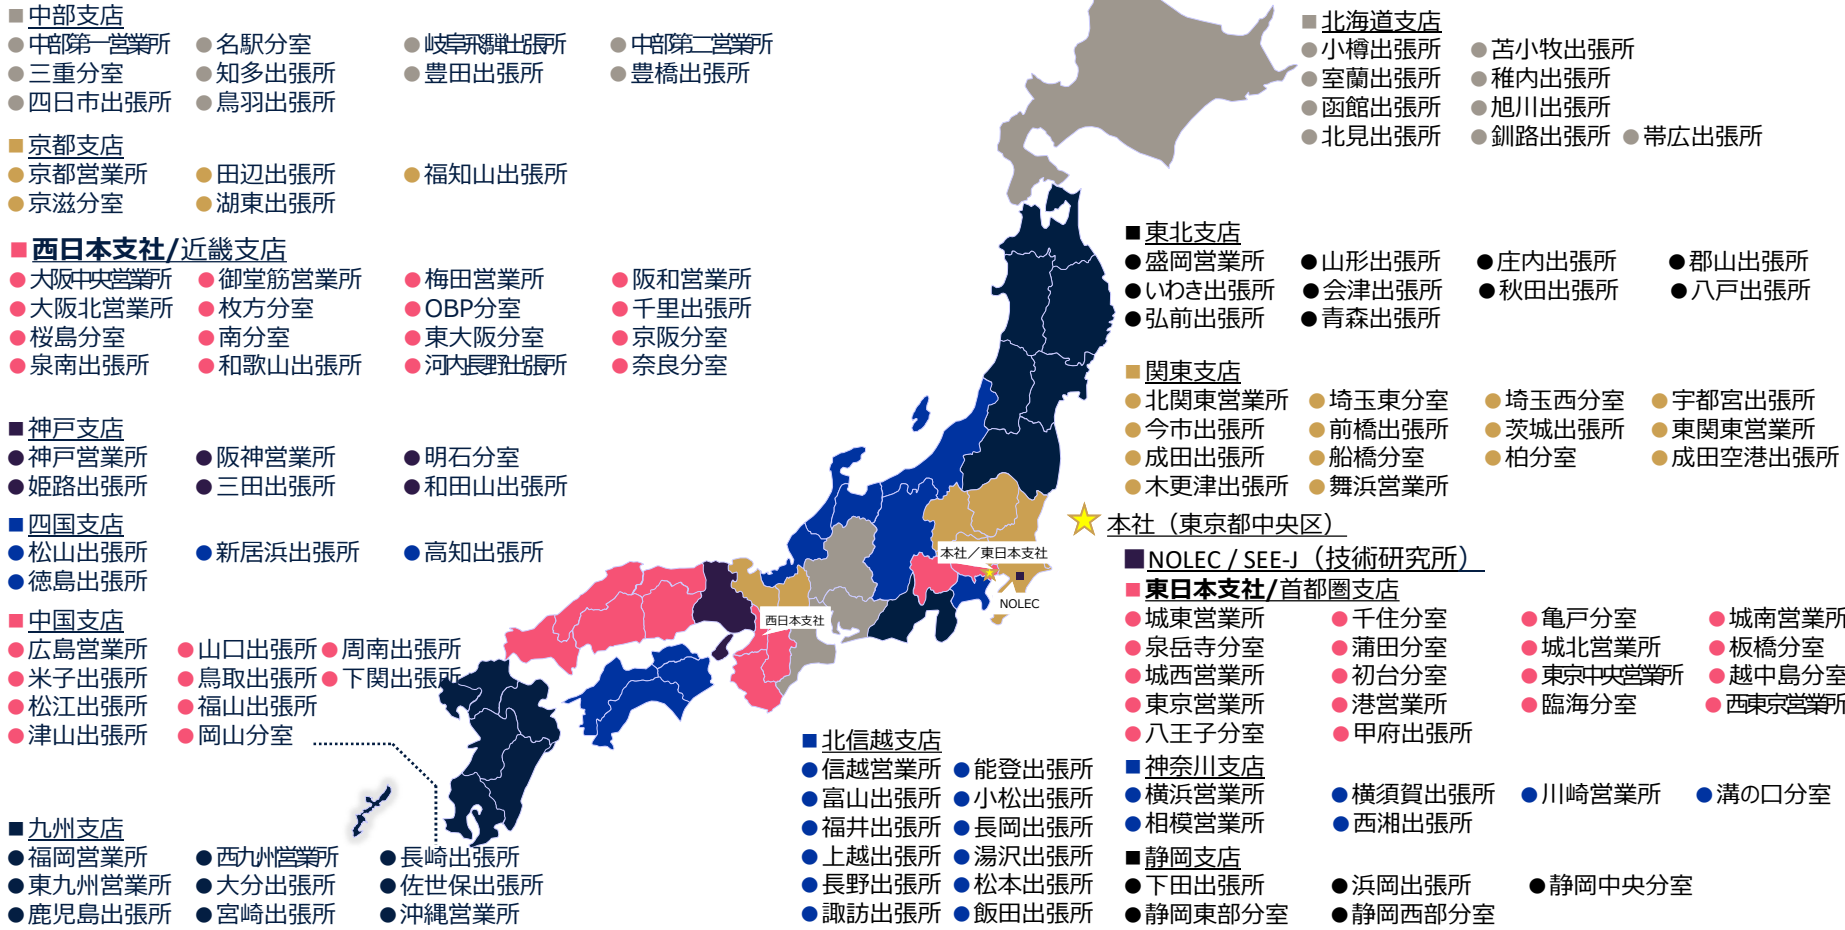 中部支店
中部第一営業所 名駅分室 岐阜飛騨出張所 中部第二営業所
三重分室 知多出張所 豊田出張所 豊橋出張所
四日市出張所 鳥羽出張所
京都支店
京都営業所 田辺出張所 福知山出張所
京滋分室 湖東出張所
西日本支社/近畿支店
大阪中央営業所 御堂筋営業所 梅田営業所 阪和営業所
大阪北営業所 枚方分室 OBP分室 千里出張所
桜島分室 南分室 東大阪分室 京阪分室
泉南出張所 和歌山出張所 河内長野出張所 奈良分室
神戸支店
神戸営業所 阪神営業所 明石分室
姫路出張所 三田出張所 和田山出張所
四国支店
松山出張所 新居浜出張所 高知出張所
徳島出張所
中国支店
広島営業所 山口出張所 周南出張所
米子出張所 鳥取出張所 下関出張所
松江出張所 福山出張所
津山出張所 岡山分室
九州支店
福岡営業所 西九州営業所 長崎出張所
東九州営業所 大分出張所 佐世保出張所
鹿児島出張所 宮崎出張所 沖縄営業所
北海道支店
小樽出張所 苫小牧出張所
室蘭出張所 稚内出張所
函館出張所 旭川出張所
北見出張所 釧路出張所 帯広出張所
東北支店
盛岡営業所 山形出張所 庄内出張所 郡山出張所
いわき出張所 会津出張所 秋田出張所 八戸出張所
弘前出張所 青森出張所
関東支店
北関東営業所 埼玉東分室 埼玉西分室 宇都宮出張所
今市出張所 前橋出張所 茨城出張所 東関東営業所
成田出張所 船橋分室 柏分室 成田空港出張所
木更津出張所 舞浜営業所
本社（東京都中央区）
本社／東日本支社
NOLEC
西日本支社
NOLEC / SEE-J（技術研究所）
東日本支社/首都圏支店
城東営業所 千住分室 亀戸分室 城南営業所
泉岳寺分室 蒲田分室 城北営業所 板橋分室
城西営業所 初台分室 東京中央営業所 越中島分室
東京営業所 港営業所 臨海分室 西東京営業所
八王子分室 甲府出張所
神奈川支店
横浜営業所 横須賀出張所 川崎営業所 溝の口分室
相模営業所 西湘出張所
静岡支店
下田出張所 浜岡出張所 静岡中央分室
静岡東部分室 静岡西部分室
北信越支店
信越営業所 能登出張所
富山出張所 小松出張所
福井出張所 長岡出張所
上越出張所 湯沢出張所
長野出張所 松本出張所
諏訪出張所 飯田出張所